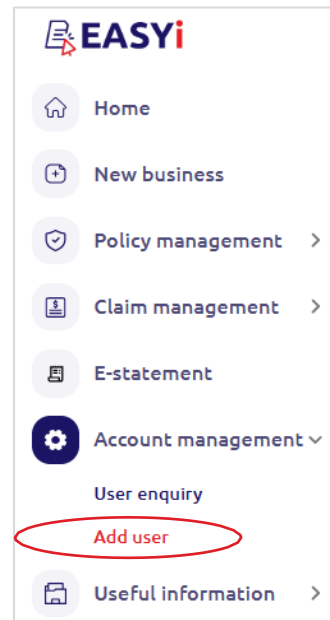 EASYi
Home
New business
Policy management
Claim management
E-statement
Account management
User enquiry
Add user
Useful information